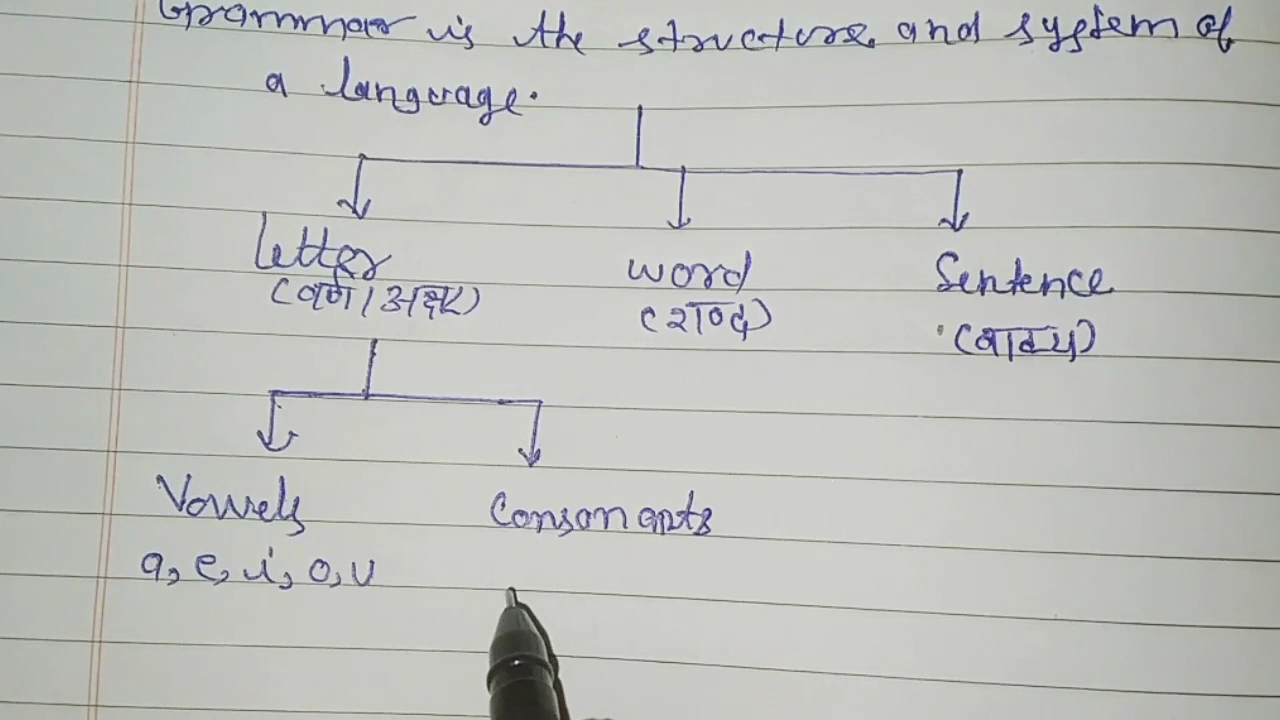 Grammar is the structure and system of
a language.
letter
(वर्ण/अक्षर)
word
(शब्द)
Sentence
(वाक्य)
Vowels
a, e, i, o, u
Consonants